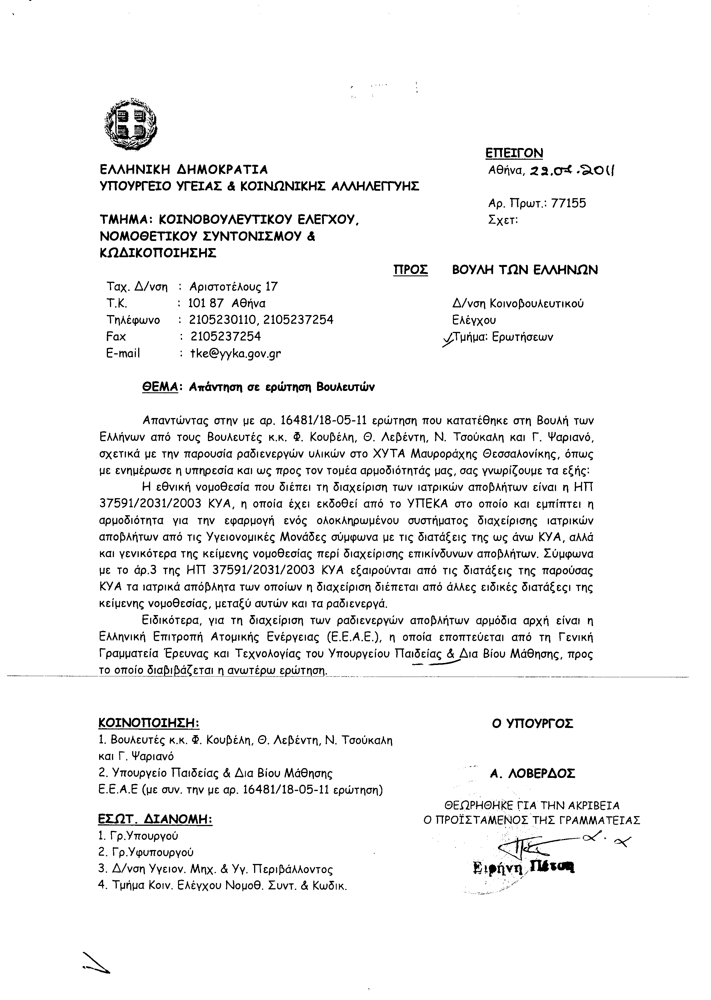 ΕΠΕΙΓΟΝ
ΕΛΛΗΝΙΚΗ ΔΗΜΟΚΡΑΤΙΑ
Αθήνα, 22.07.2011
ΥΠΟΥΡΓΕΙΟ ΥΓΕΙΑΣ & ΚΟΙΝΩΝΙΚΗΣ ΑΛΛΗΛΕΓΓΥΗΣ
Αρ. Πρωτ.: 77155
ΤΜΗΜΑ: ΚΟΙΝΟΒΟΥΛΕΥΤΙΚΟΥ ΕΛΕΓΧΟΥ,
Σχετ:
ΝΟΜΟΘΕΤΙΚΟΥ ΣΥΝΤΟΝΙΣΜΟΥ &
ΚΩΔΙΚΟΠΟΙΗΣΗΣ
ΠΡΟΣ ΒΟΥΛΗ ΤΩΝ ΕΛΛΗΝΩΝ
Ταχ. Δ/νση : Αριστοτέλους 17
Τ.Κ. : 101 87 Αθήνα
Δ/νση Κοινοβουλευτικού
Τηλέφωνο : 2105230110, 2105237254
Ελέγχου
Fax : 2105237254
Τμήμα: Ερωτήσεων
E-mail : tke@yyka.gov.gr
ΘΕΜΑ: Απάντηση σε ερώτηση Βουλευτών
Απαντώντας στην με αρ. 16481/18-05-11 ερώτηση που κατατέθηκε στη Βουλή των
Ελλήνων από τους Βουλευτές κ.κ. Φ. Κουβέλη, Θ. Λεβέντη, Ν. Τσούκαλη και Γ. Ψαριανό,
σχετικά με την παρουσία ραδιενεργών υλικών στο ΧΥΤΑ Μαυροράχης Θεσσαλονίκης, όπως
με ενημέρωσε η υπηρεσία και ως προς τον τομέα αρμοδιότητάς μας, σας γνωρίζουμε τα εξής:
Η εθνική νομοθεσία που διέπει τη διαχείριση των ιατρικών αποβλήτων είναι η ΗΠ
37591/2031/2003 ΚΥΑ, η οποία έχει εκδοθεί από το ΥΠΕΚΑ στο οποίο και εμπίπτει η
αρμοδιότητα για την εφαρμογή ενός ολοκληρωμένου συστήματος διαχείρισης ιατρικών
αποβλήτων από τις Υγειονομικές Μονάδες σύμφωνα με τις διατάξεις της ως άνω ΚΥΑ, αλλά
και γενικότερα της κείμενης νομοθεσίας περί διαχείρισης επικίνδυνων αποβλήτων. Σύμφωνα
με το άρ.3 της ΗΠ 37591/2031/2003 ΚΥΑ εξαιρούνται από τις διατάξεις της παρούσας
ΚΥΑ τα ιατρικά απόβλητα των οποίων η διαχείριση διέπεται από άλλες ειδικές διατάξεςι της
κείμενης νομοθεσίας, μεταξύ αυτών και τα ραδιενεργά.
Ειδικότερα, για τη διαχείριση των ραδιενεργών αποβλήτων αρμόδια αρχή είναι η
Ελληνική Επιτροπή Ατομικής Ενέργειας (Ε.Ε.Α.Ε.), η οποία εποπτεύεται από τη Γενική
Γραμματεία Έρευνας και Τεχνολογίας του Υπουργείου Παιδείας & Δια Βίου Μάθησης, προς
το οποίο διαβιβάζεται η ανωτέρω ερώτηση.
ΚΟΙΝΟΠΟΙΗΣΗ:
Ο ΥΠΟΥΡΓΟΣ
1. Βουλευτές κ.κ. Φ. Κουβέλη, Θ. Λεβέντη, Ν. Τσούκαλη
και Γ. Ψαριανό
2. Υπουργείο Παιδείας & Δια Βίου Μάθησης
Α. ΛΟΒΕΡΔΟΣ
Ε.Ε.Α.Ε (με συν. την με αρ. 16481/18-05-11 ερώτηση)
ΘΕΩΡΗΘΗΚΕ ΓΙΑ ΤΗΝ ΑΚΡΙΒΕΙΑ
ΕΣΩΤ. ΔΙΑΝΟΜΗ:
Ο ΠΡΟΪΣΤΑΜΕΝΟΣ ΤΗΣ ΓΡΑΜΜΑΤΕΙΑΣ
1. Γρ.Υπουργού
α.α
2. Γρ.Υφυπουργού
3. Δ/νση Υγειον. Μηχ. & Υγ. Περιβάλλοντος
Ειρήνη Πέτση
4. Τμήμα Κοιν. Ελέγχου Νομοθ. Συντ. & Κωδικ.